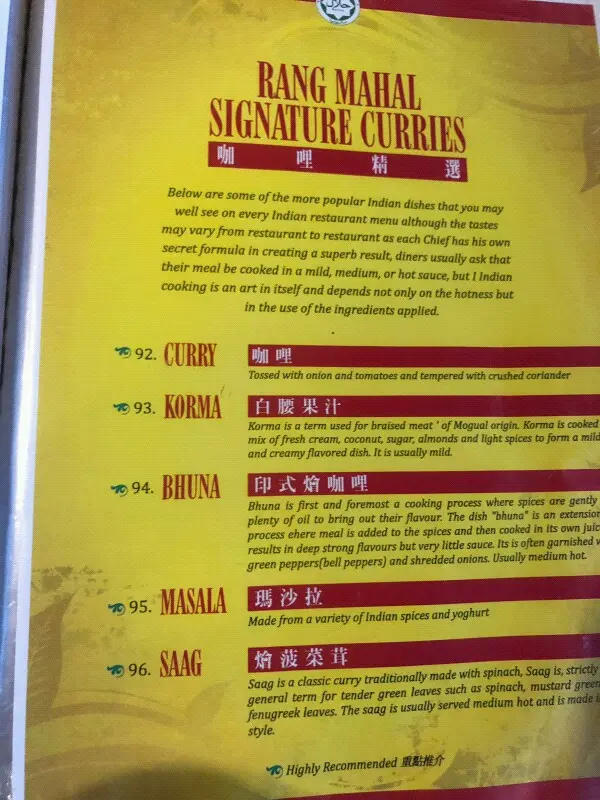 حلال
RANG MAHAL
SIGNATURE CURRIES
咖哩精選
Below are some of the more popular Indian dishes that you may
well see on every Indian restaurant menu although the tastes
may vary from restaurant to restaurant as each Chief has his own
secret formula in creating a superb result, diners usually ask that
their meal be cooked in a mild, medium, or hot sauce, but I Indian
cooking is an art in itself and depends not only on the hotness but
in the use of the ingredients applied.
92. CURRY 咖哩
Tossed with onion and tomatoes and tempered with crushed coriander
93. KORMA 白腰果汁
Korma is a term used for braised meat ' of Mogual origin. Korma is cooked
mix of fresh cream, coconut, sugar, almonds and light spices to form a mild
and creamy flavored dish. It is usually mild.
94. BHUNA 印式燴咖哩
Bhuna is first and foremost a cooking process where spices are gently
plenty of oil to bring out their flavour. The dish "bhuna" is an extension
process ehere meal is added to the spices and then cooked in its own juic
results in deep strong flavours but very little sauce. Its is often garnished w
green peppers(bell peppers) and shredded onions. Usually medium hot.
95. MASALA 瑪沙拉
Made from a variety of Indian spices and yoghurt
96. SAAG 燴菠菜茸
Saag is a classic curry traditionally made with spinach, Saag is, strictly
general term for tender green leaves such as spinach, mustard green
fenugreek leaves. The saag is usually served medium hot and is made i
style.
Highly Recommended 重點推介